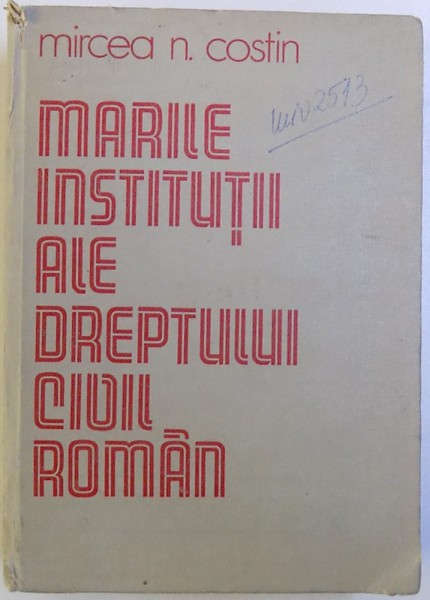 mircea n. costin
MARILE
INSTITUȚII
ALE
DREPTULUI
CIVIL
ROMÂN